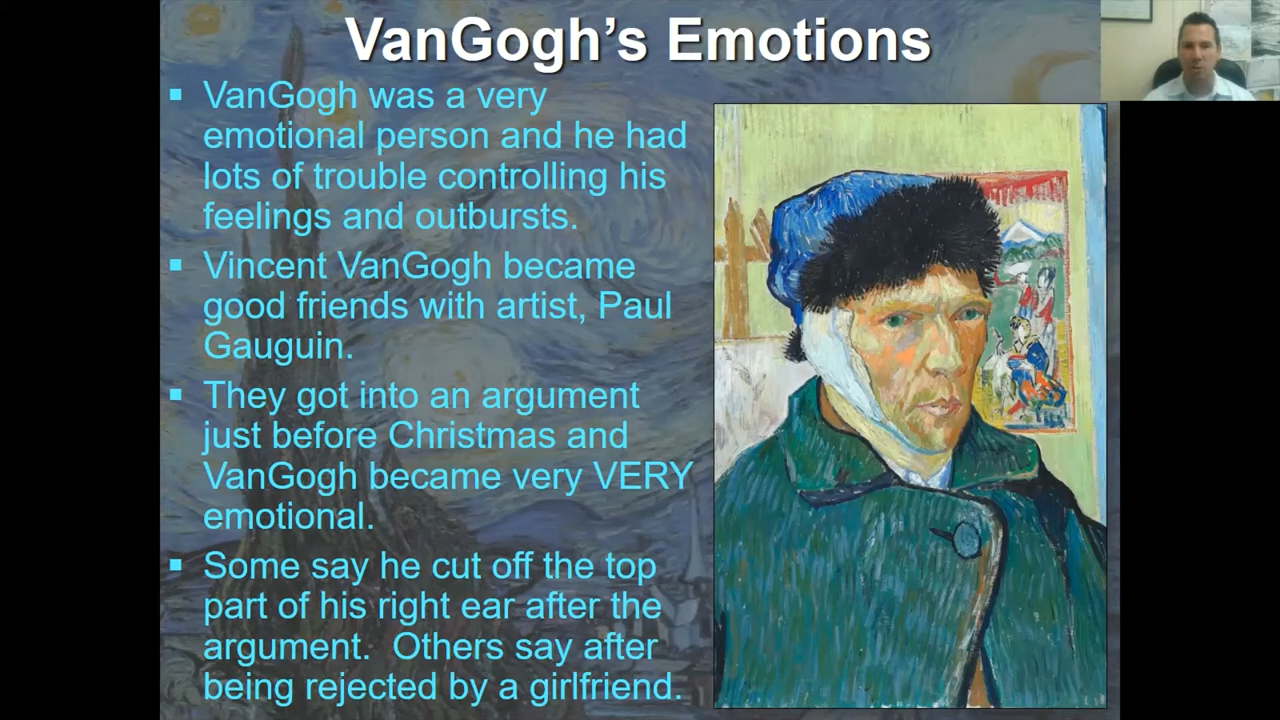 VanGogh's Emotions
▪ VanGogh was a very
emotional person and he had
lots of trouble controlling his
feelings and outbursts.
▪ Vincent VanGogh became
good friends with artist, Paul
Gauguin.
▪ They got into an argument
just before Christmas and
VanGogh became very VERY
emotional.
▪ Some say he cut off the top
part of his right ear after the
argument.  Others say after
being rejected by a girlfriend.